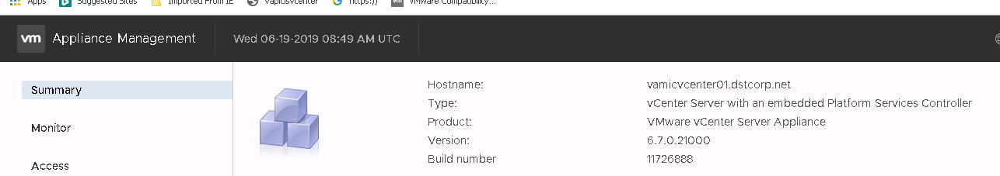 Apps Suggested Sites Imported From IE vapicisvcenter https:// VMware Compatibility...
vm Appliance Management Wed 06-19-2019 08:49 AM UTC
Summary
Monitor
Access
Hostname: vamicvcenter01.dstcorp.net
Type: vCenter Server with an embedded Platform Services Controller
Product: VMware vCenter Server Appliance
Version: 6.7.0.21000
Build number 11726888